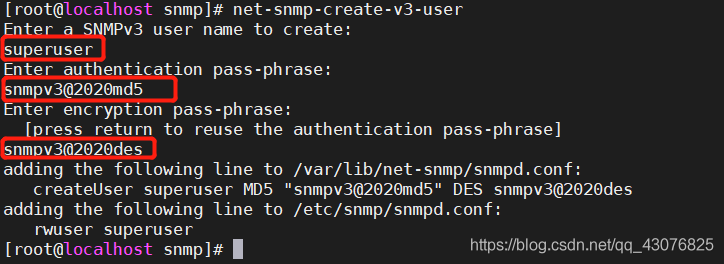 [root@localhost snmp]# net-snmp-create-v3-user
Enter a SNMPv3 user name to create:
superuser
Enter authentication pass-phrase:
snmpv3@2020md5
Enter encryption pass-phrase:
  [press return to reuse the authentication pass-phrase]
snmpv3@2020des
adding the following line to /var/lib/net-snmp/snmpd.conf:
   createUser superuser MD5 "snmpv3@2020md5" DES snmpv3@2020des
adding the following line to /etc/snmp/snmpd.conf:
   rwuser superuser
[root@localhost snmp]#
https://blog.csdn.net/qq_43076825